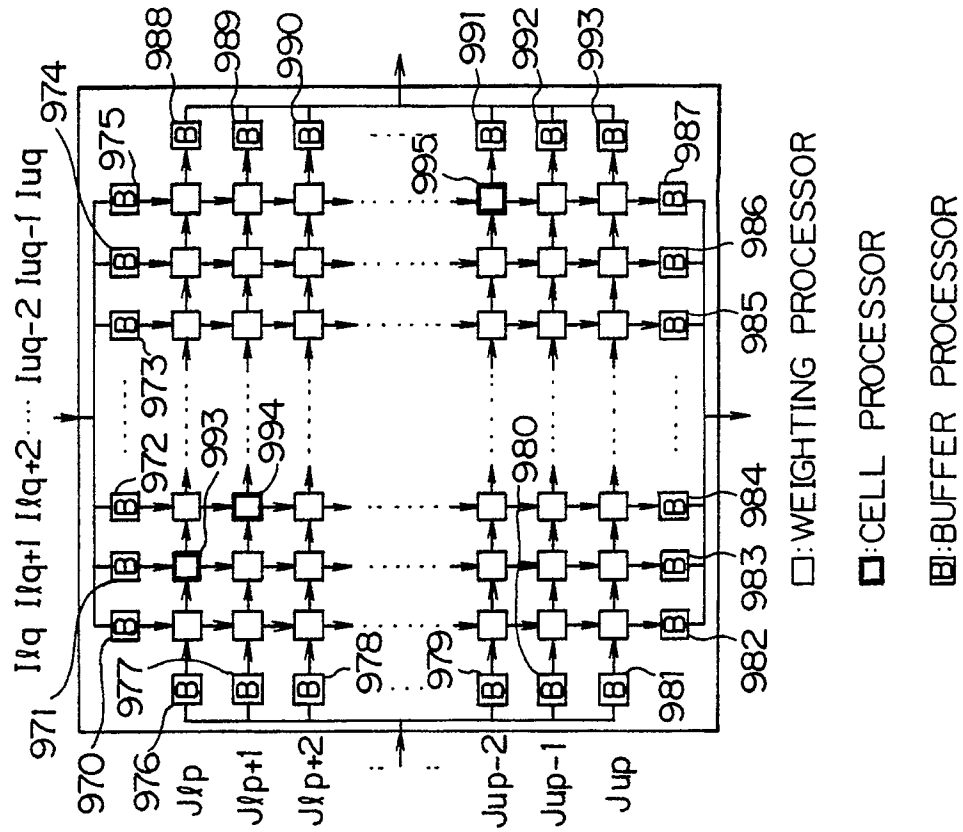 Iℓq Iℓq+1 Iℓq+2···· Iuq-2 Iuq-1 Iuq
970
971
972
973
974
975
B B B B B B
976
Jℓp
B
B
988
993
977
Jℓp+1
B
B
989
994
978
Jℓp+2
B
B
990
979
Jup-2
B
B
991
995
980
Jup-1
B
B
992
981
Jup
B
B
993
B B B B B B
982
983
984
985
986
987
□:WEIGHTING PROCESSOR
□:CELL PROCESSOR
B:BUFFER PROCESSOR